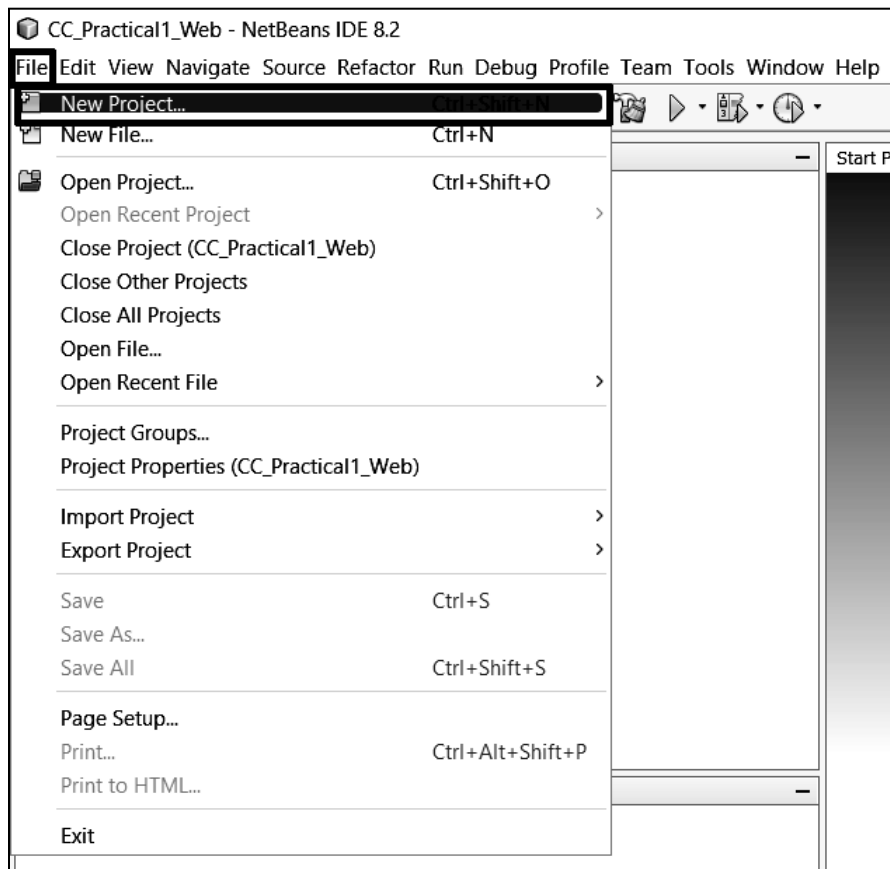 CC_Practical1_Web - NetBeans IDE 8.2
File Edit View Navigate Source Refactor Run Debug Profile Team Tools Window Help
New Project... Ctrl+Shift+N
New File... Ctrl+N
Start P
Open Project... Ctrl+Shift+O
Open Recent Project
Close Project (CC_Practical1_Web)
Close Other Projects
Close All Projects
Open File...
Open Recent File
Project Groups...
Project Properties (CC_Practical1_Web)
Import Project
Export Project
Save Ctrl+S
Save As...
Save All Ctrl+Shift+S
Page Setup...
Print... Ctrl+Alt+Shift+P
Print to HTML...
Exit